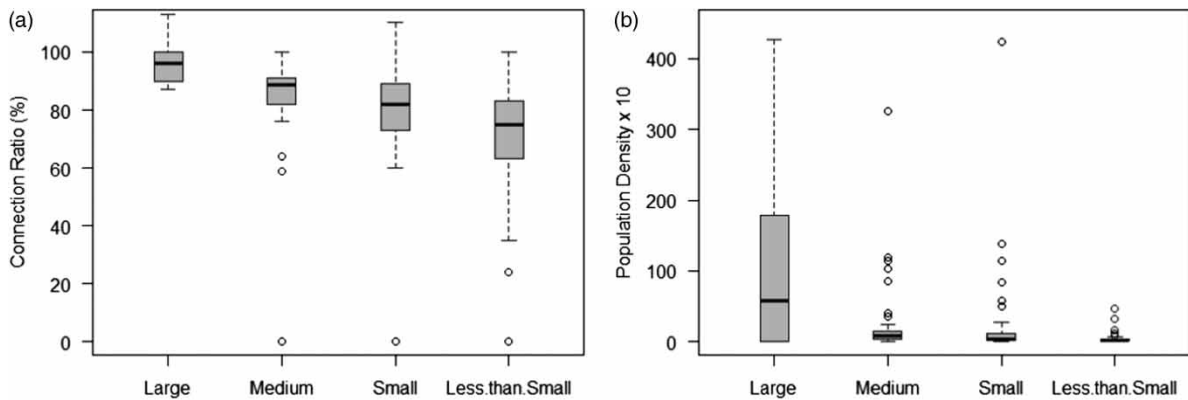 (a)
Connection Ratio (%)
100
80
60
40
20
0
Large Medium Small Less.than.Small
(b)
Population Density x 10
400
300
200
100
0
Large Medium Small Less.than.Small